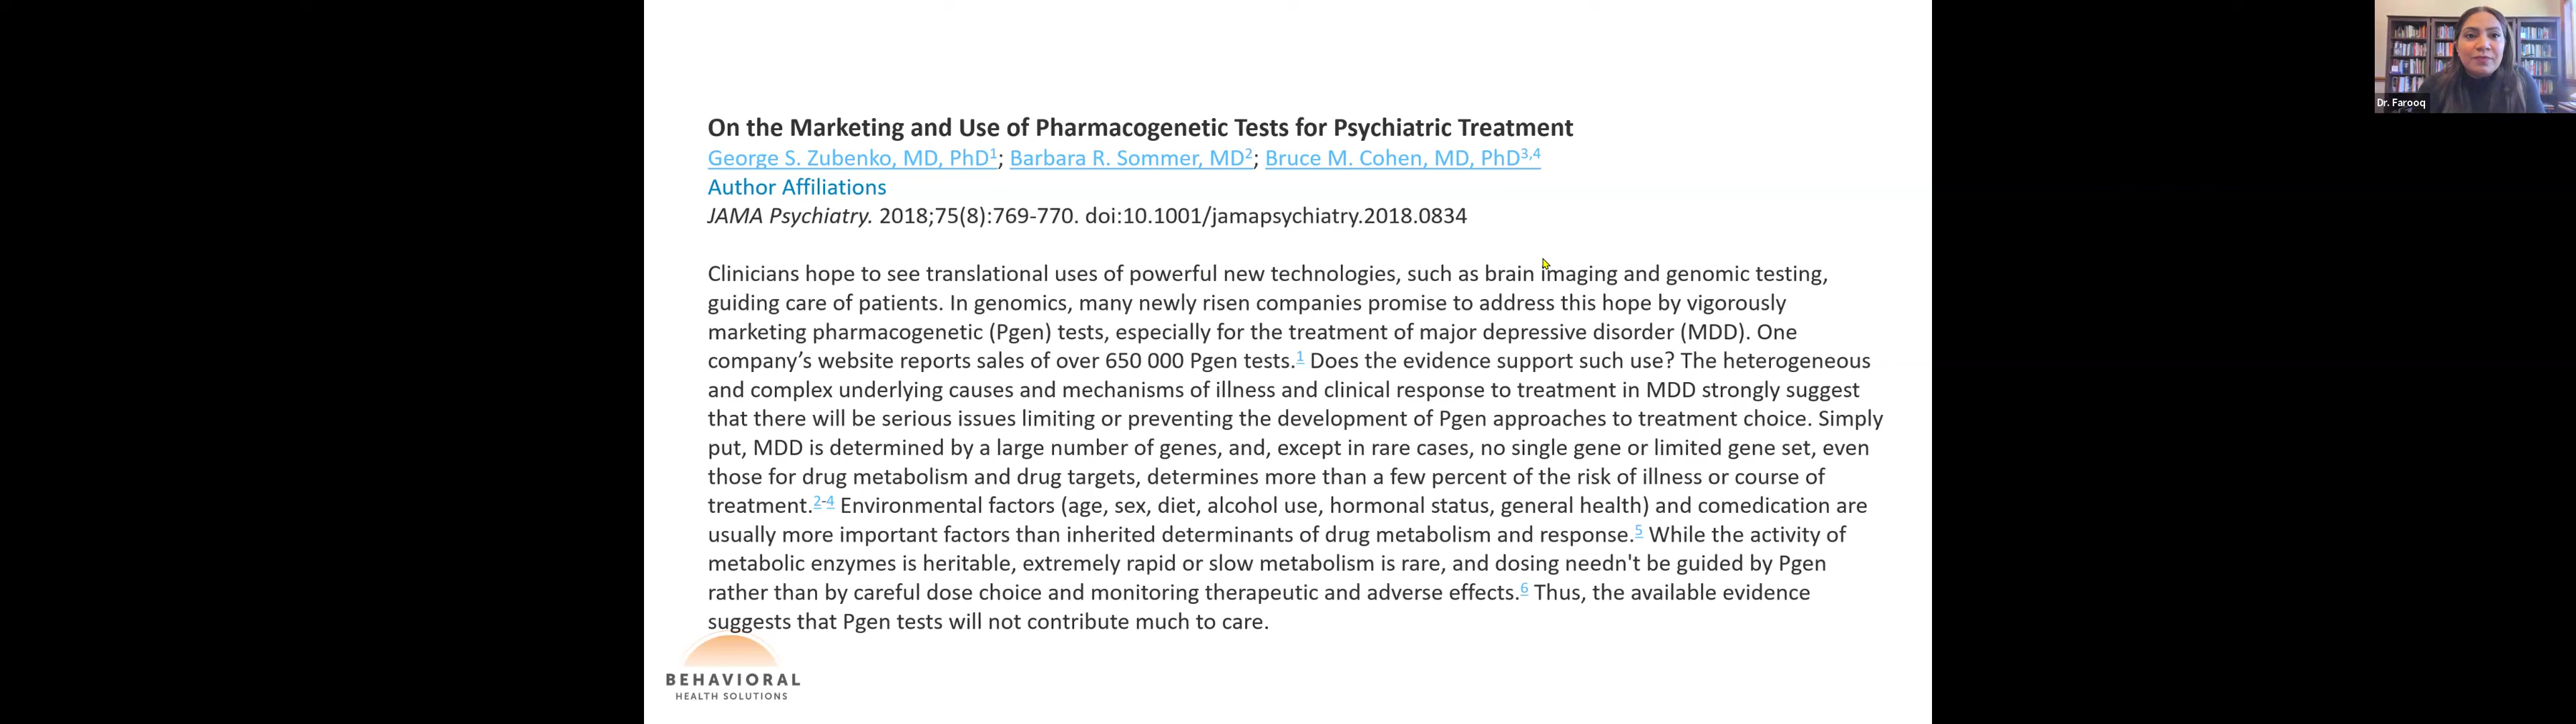 On the Marketing and Use of Pharmacogenetic Tests for Psychiatric Treatment
George S. Zubenko, MD, PhD1; Barbara R. Sommer, MD2; Bruce M. Cohen, MD, PhD3,4
Author Affiliations
JAMA Psychiatry. 2018;75(8):769-770. doi:10.1001/jamapsychiatry.2018.0834
Clinicians hope to see translational uses of powerful new technologies, such as brain imaging and genomic testing,
guiding care of patients. In genomics, many newly risen companies promise to address this hope by vigorously
marketing pharmacogenetic (Pgen) tests, especially for the treatment of major depressive disorder (MDD). One
company’s website reports sales of over 650 000 Pgen tests.1 Does the evidence support such use? The heterogeneous
and complex underlying causes and mechanisms of illness and clinical response to treatment in MDD strongly suggest
that there will be serious issues limiting or preventing the development of Pgen approaches to treatment choice. Simply
put, MDD is determined by a large number of genes, and, except in rare cases, no single gene or limited gene set, even
those for drug metabolism and drug targets, determines more than a few percent of the risk of illness or course of
treatment.2-4 Environmental factors (age, sex, diet, alcohol use, hormonal status, general health) and comedication are
usually more important factors than inherited determinants of drug metabolism and response.5 While the activity of
metabolic enzymes is heritable, extremely rapid or slow metabolism is rare, and dosing needn't be guided by Pgen
rather than by careful dose choice and monitoring therapeutic and adverse effects.6 Thus, the available evidence
suggests that Pgen tests will not contribute much to care.
BEHAVIORAL
HEALTH SOLUTIONS
Dr. Farooq